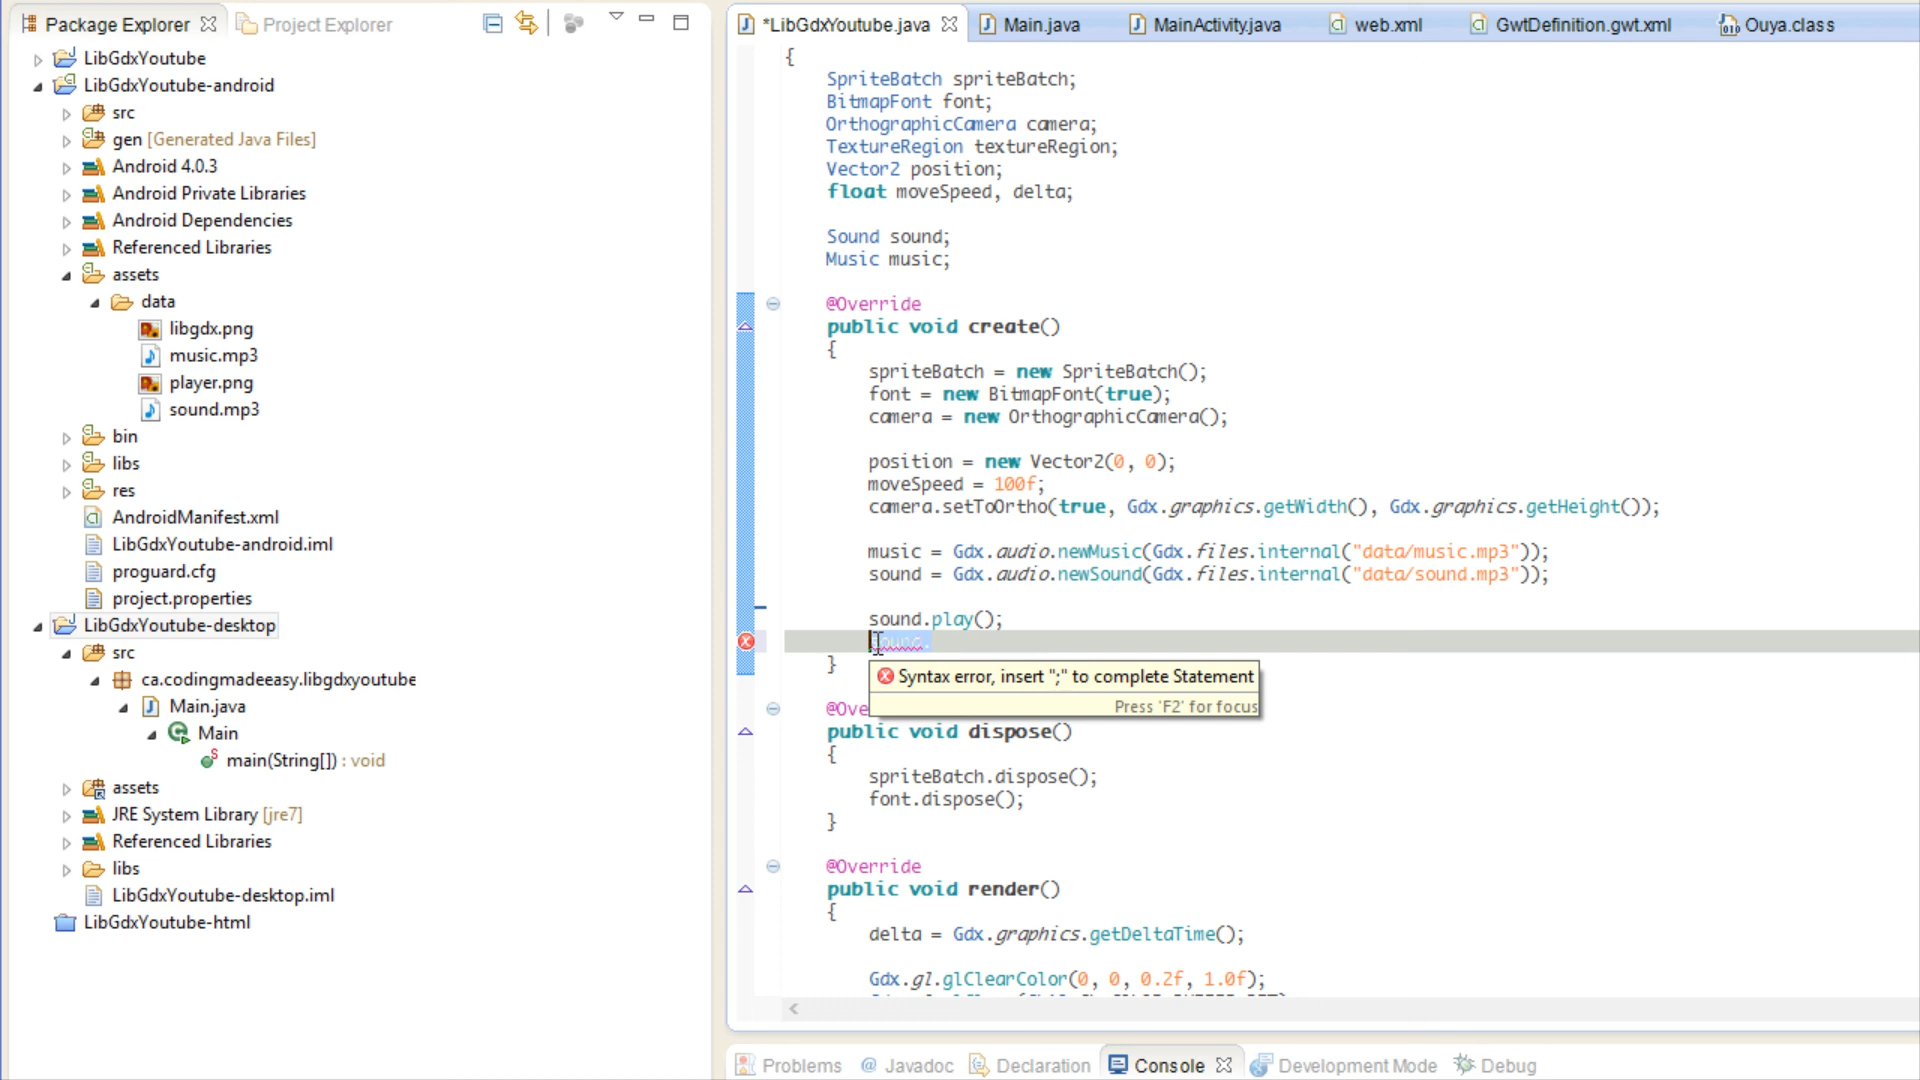 Package Explorer
Project Explorer
LibGdxYoutube
LibGdxYoutube-android
src
gen [Generated Java Files]
Android 4.0.3
Android Private Libraries
Android Dependencies
Referenced Libraries
assets
data
libgdx.png
music.mp3
player.png
sound.mp3
bin
libs
res
AndroidManifest.xml
LibGdxYoutube-android.iml
proguard.cfg
project.properties
LibGdxYoutube-desktop
src
ca.codingmadeeasy.libgdxyoutube
Main.java
Main
main(String[]) : void
assets
JRE System Library [jre7]
Referenced Libraries
libs
LibGdxYoutube-desktop.iml
LibGdxYoutube-html
*LibGdxYoutube.java
Main.java
MainActivity.java
web.xml
GwtDefinition.gwt.xml
Ouya.class
{
SpriteBatch spriteBatch;
BitmapFont font;
OrthographicCamera camera;
TextureRegion textureRegion;
Vector2 position;
float moveSpeed, delta;
Sound sound;
Music music;
@Override
public void create()
{
spriteBatch = new SpriteBatch();
font = new BitmapFont(true);
camera = new OrthographicCamera();
position = new Vector2(0, 0);
moveSpeed = 100f;
camera.setToOrtho(true, Gdx.graphics.getWidth(), Gdx.graphics.getHeight());
music = Gdx.audio.newMusic(Gdx.files.internal("data/music.mp3"));
sound = Gdx.audio.newSound(Gdx.files.internal("data/sound.mp3"));
sound.play();
sound.
}
Syntax error, insert ";" to complete Statement
Press 'F2' for focus
@Ove
public void dispose()
{
spriteBatch.dispose();
font.dispose();
}
@Override
public void render()
{
delta = Gdx.graphics.getDeltaTime();
Gdx.gl.glClearColor(0, 0, 0.2f, 1.0f);
Problems
@ Javadoc
Declaration
Console
Development Mode
Debug